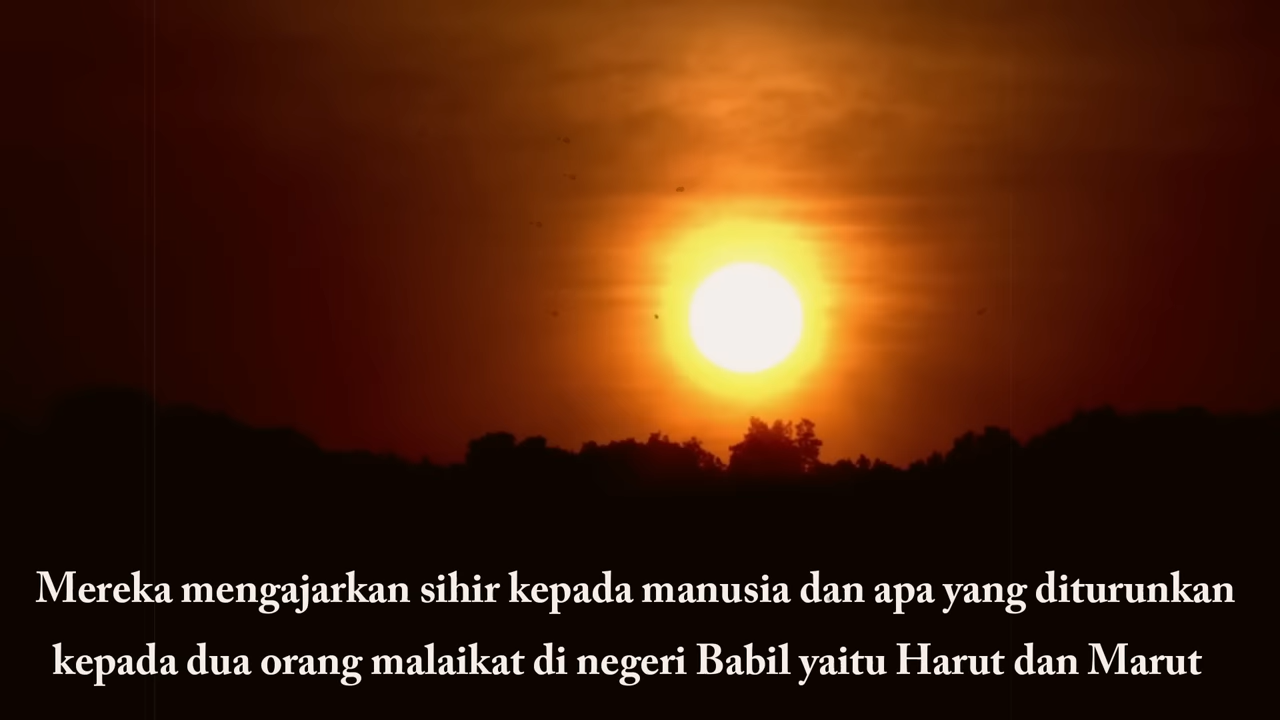 Mereka mengajarkan sihir kepada manusia dan apa yang diturunkan
kepada dua orang malaikat di negeri Babil yaitu Harut dan Marut